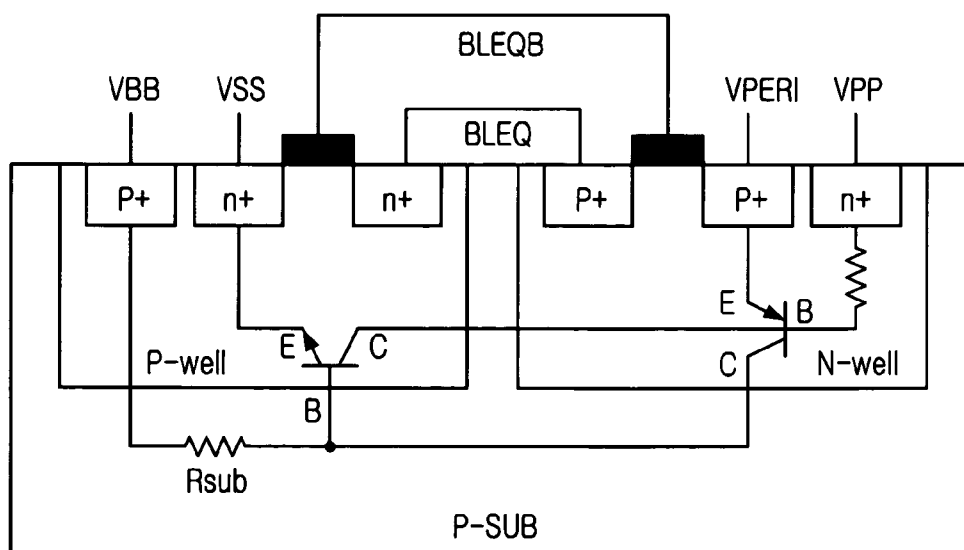 BLEQB
VBB VSS VPERI VPP
BLEQ
P+ n+ n+ P+ P+ n+
E B
E C
P-well C N-well
B
Rsub
P-SUB